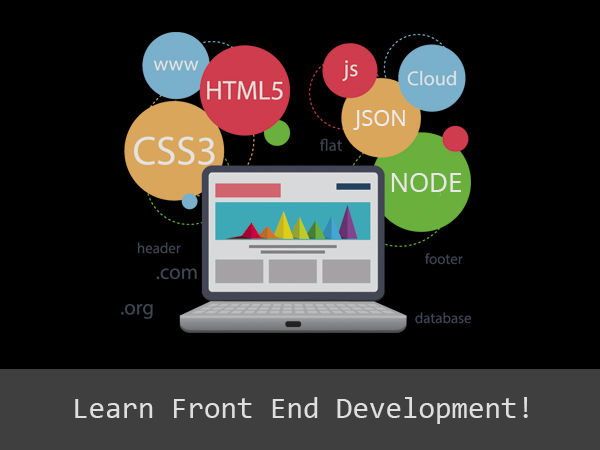 www
HTML5
CSS3
js
Cloud
JSON
NODE
flat
header
.com
.org
footer
database
Learn Front End Development!